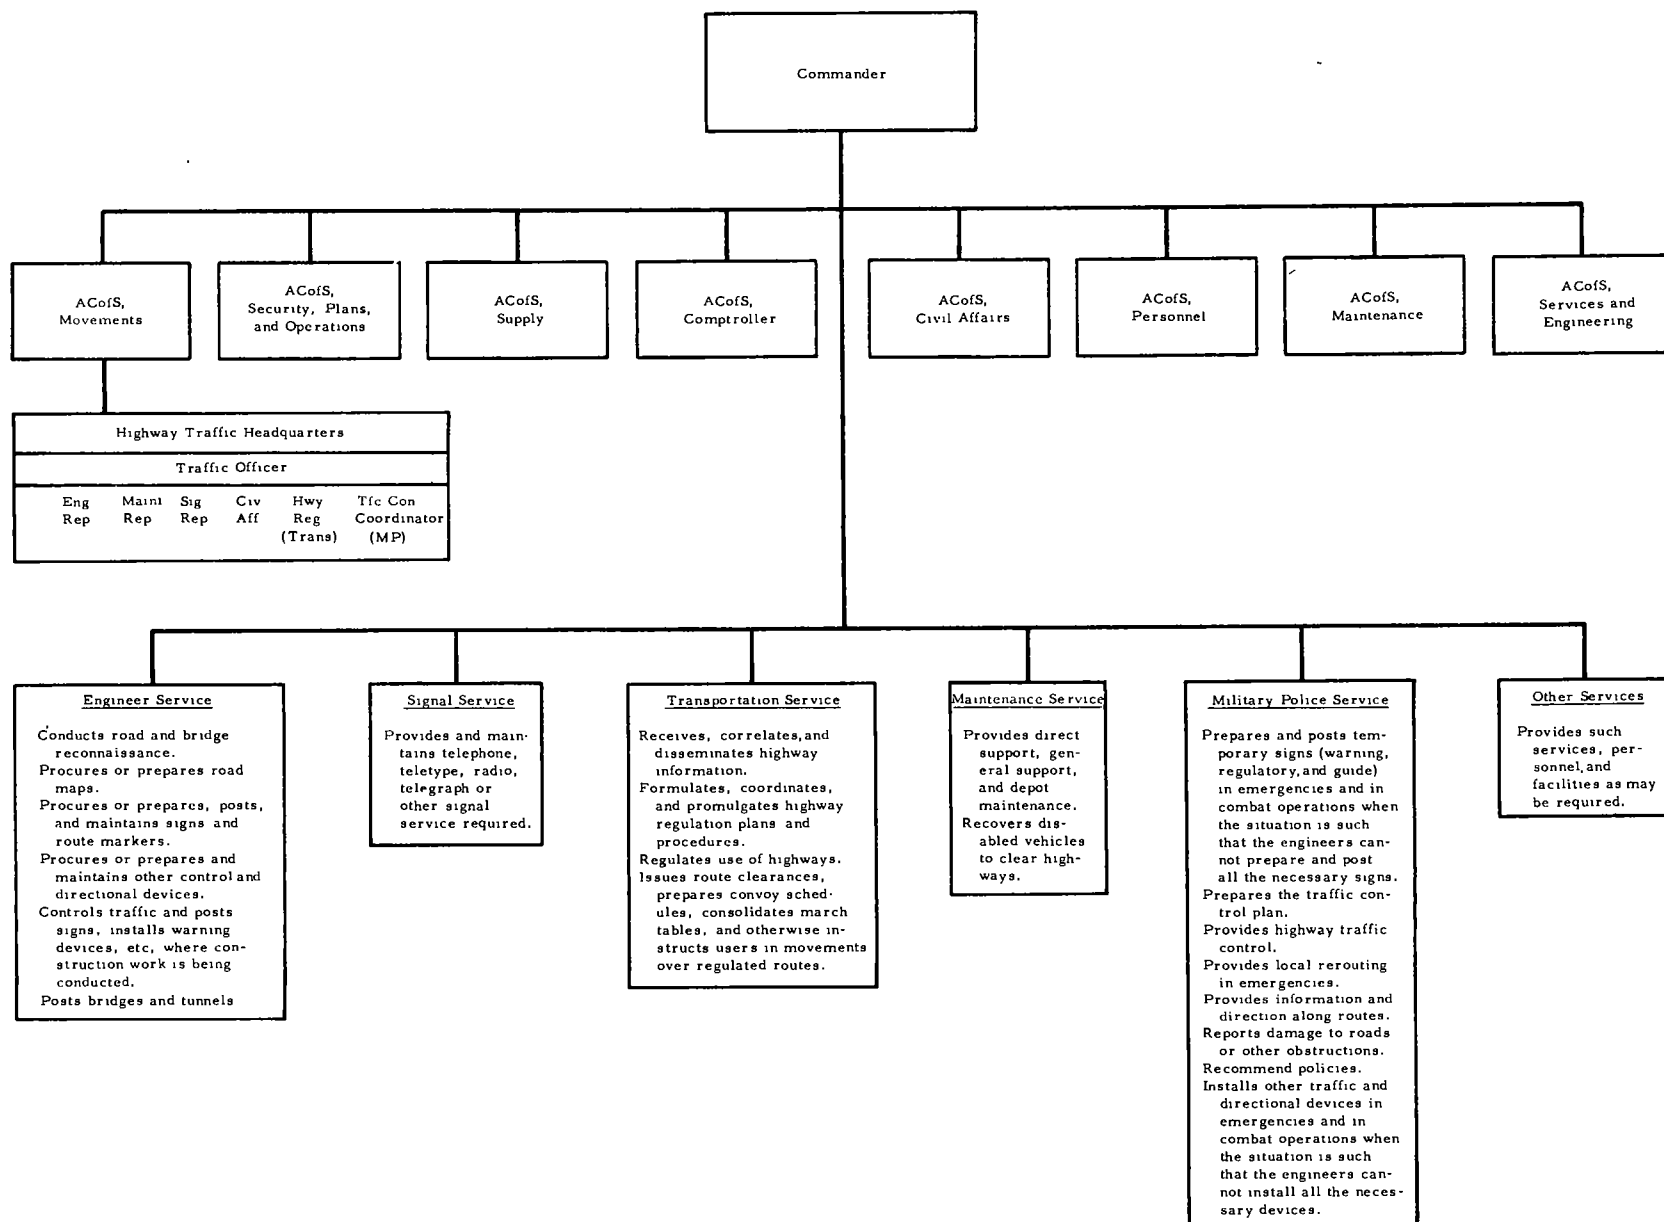 Commander
ACofS,
Movements
ACofS,
Security, Plans,
and Operations
ACofS,
Supply
ACofS,
Comptroller
ACofS,
Civil Affairs
ACofS,
Personnel
ACofS,
Maintenance
ACofS,
Services and
Engineering
Highway Traffic Headquarters
Traffic Officer
Eng Maint Sig Civ Hwy Tfc Con
Rep Rep Rep Aff Reg Coordinator
(Trans) (MP)
Engineer Service
Conducts road and bridge
reconnaissance.
Procures or prepares road
maps.
Procures or prepares, posts,
and maintains signs and
route markers.
Procures or prepares and
maintains other control and
directional devices.
Controls traffic and posts
signs, installs warning
devices, etc, where con-
struction work is being
conducted.
Posts bridges and tunnels
Signal Service
Provides and main-
tains telephone,
teletype, radio,
telegraph or
other signal
service required.
Transportation Service
Receives, correlates, and
disseminates highway
information.
Formulates, coordinates,
and promulgates highway
regulation plans and
procedures.
Regulates use of highways.
Issues route clearances,
prepares convoy sched-
ules, consolidates march
tables, and otherwise in-
structs users in movements
over regulated routes.
Maintenance Service
Provides direct
support, gen-
eral support,
and depot
maintenance.
Recovers dis-
abled vehicles
to clear high-
ways.
Military Police Service
Prepares and posts tem-
porary signs (warning,
regulatory, and guide)
in emergencies and in
combat operations when
the situation is such
that the engineers can-
not prepare and post
all the necessary signs.
Prepares the traffic con-
trol plan.
Provides highway traffic
control.
Provides local rerouting
in emergencies.
Provides information and
direction along routes.
Reports damage to roads
or other obstructions.
Recommend policies.
Installs other traffic and
directional devices in
emergencies and in
combat operations when
the situation is such
that the engineers can-
not install all the neces-
sary devices.
Other Services
Provides such
services, per-
sonnel, and
facilities as may
be required.